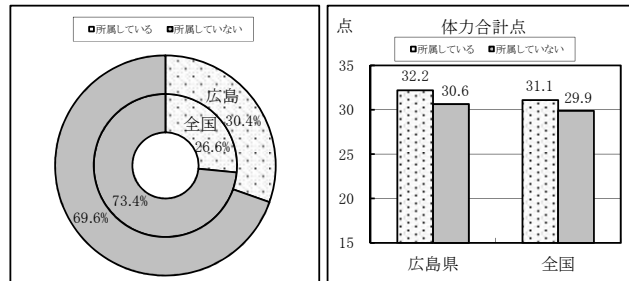 所属している 所属していない
広島
30.4%
全国
26.6%
73.4%
69.6%
点 体力合計点
所属している 所属していない
35
32.2
30.6
31.1
29.9
30
25
20
15
広島県 全国